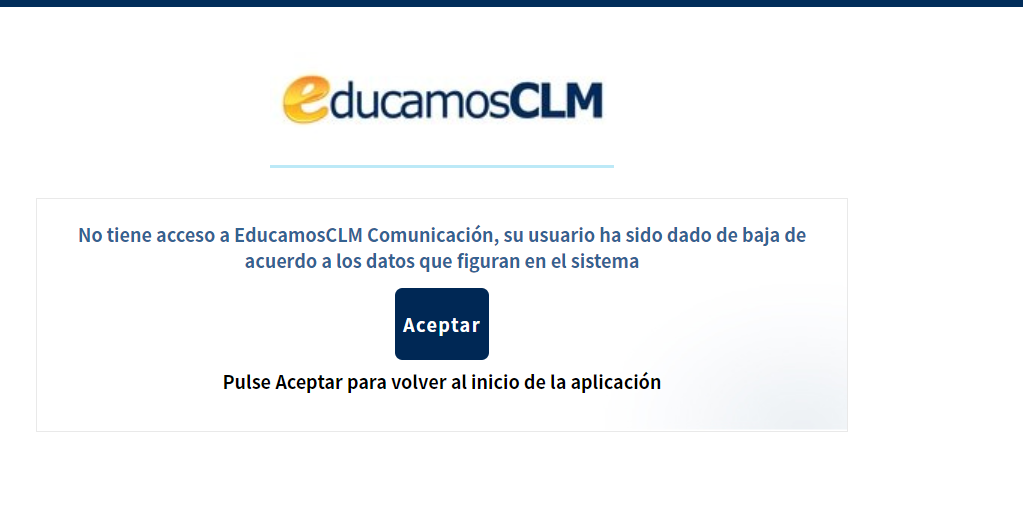 educamosCLM
No tiene acceso a EducamosCLM Comunicación, su usuario ha sido dado de baja de
acuerdo a los datos que figuran en el sistema
Aceptar
Pulse Aceptar para volver al inicio de la aplicación